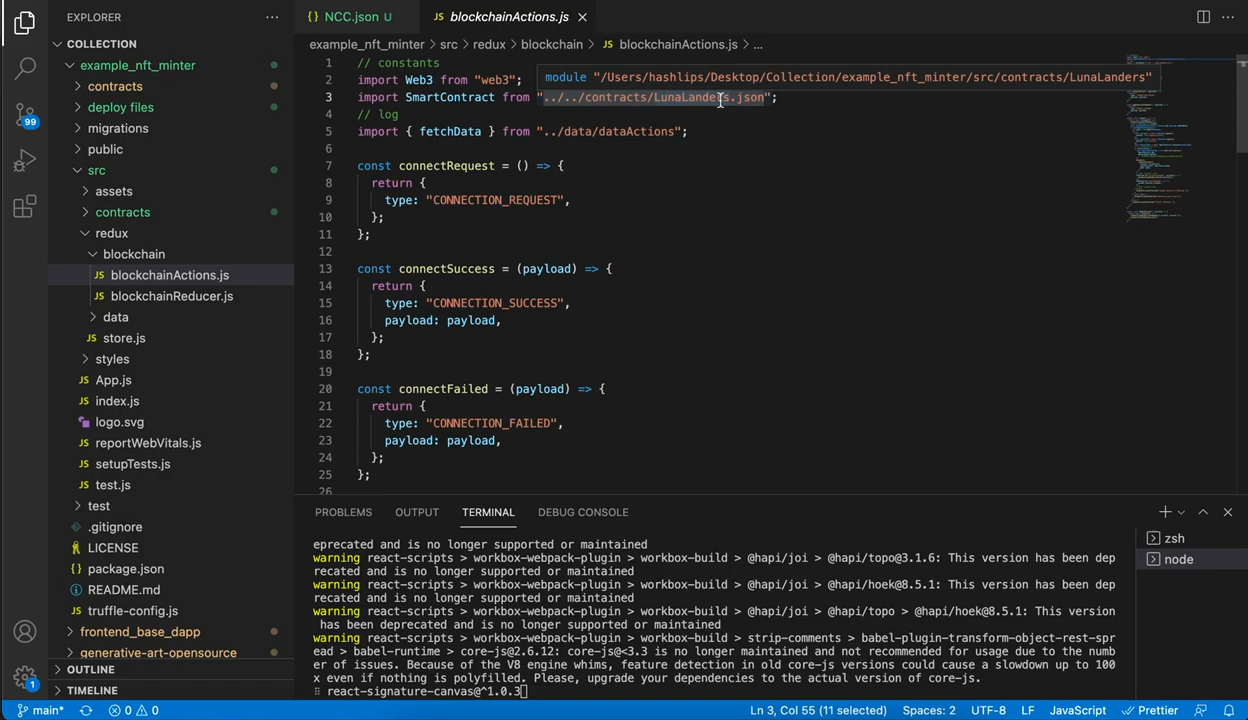 EXPLORER
COLLECTION
example_nft_minter
contracts
deploy files
migrations
public
src
assets
contracts
redux
blockchain
JS blockchainActions.js
JS blockchainReducer.js
data
JS store.js
styles
JS App.js
JS index.js
logo.svg
JS reportWebVitals.js
JS setupTests.js
JS test.js
test
.gitignore
LICENSE
{} package.json
README.md
JS truffle-config.js
frontend_base_dapp
generative-art-opensource
OUTLINE
TIMELINE
99
1
{} NCC.json U
JS blockchainActions.js
example_nft_minter > src > redux > blockchain > JS blockchainActions.js > ...
module "/Users/hashlips/Desktop/Collection/example_nft_minter/src/contracts/LunaLanders"
1 // constants
2 import Web3 from "web3";
3 import SmartContract from "../../contracts/LunaLanders.json";
4 // log
5 import { fetchData } from "../data/dataActions";
6
7 const connectRequest = () => {
8 return {
9 type: "CONNECTION_REQUEST",
10 };
11 };
12
13 const connectSuccess = (payload) => {
14 return {
15 type: "CONNECTION_SUCCESS",
16 payload: payload,
17 };
18 };
19
20 const connectFailed = (payload) => {
21 return {
22 type: "CONNECTION_FAILED",
23 payload: payload,
24 };
25 };
26
PROBLEMS OUTPUT TERMINAL DEBUG CONSOLE
eprecated and is no longer supported or maintained
warning react-scripts > workbox-webpack-plugin > workbox-build > @hapi/joi > @hapi/topo@3.1.6: This version has been dep
recated and is no longer supported or maintained
warning react-scripts > workbox-webpack-plugin > workbox-build > @hapi/joi > @hapi/hoek@8.5.1: This version has been dep
recated and is no longer supported or maintained
warning react-scripts > workbox-webpack-plugin > workbox-build > @hapi/joi > @hapi/topo > @hapi/hoek@8.5.1: This version
has been deprecated and is no longer supported or maintained
warning react-scripts > workbox-webpack-plugin > workbox-build > strip-comments > babel-plugin-transform-object-rest-spr
ead > babel-runtime > core-js@2.6.12: core-js@<3.3 is no longer maintained and not recommended for usage due to the numb
er of issues. Because of the V8 engine whims, feature detection in old core-js versions could cause a slowdown up to 100
x even if nothing is polyfilled. Please, upgrade your dependencies to the actual version of core-js.
⠸ react-signature-canvas@^1.0.3
zsh
node
main* 0 0 Ln 3, Col 55 (11 selected) Spaces: 2 UTF-8 LF JavaScript Prettier